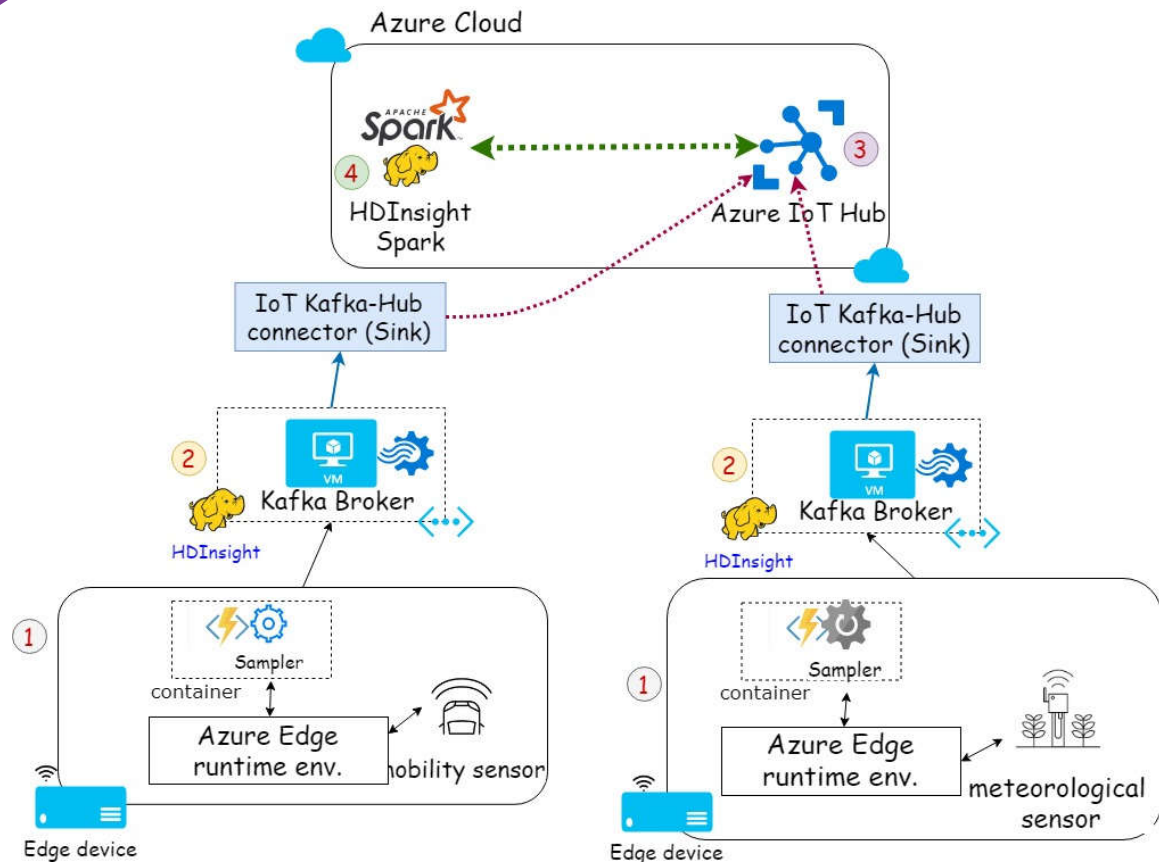 Azure Cloud
APACHE
Spark
4
HDInsight
Spark
3
Azure IoT Hub
IoT Kafka-Hub
connector (Sink)
IoT Kafka-Hub
connector (Sink)
2
VM
Kafka Broker
HDInsight
2
VM
Kafka Broker
HDInsight
1
Sampler
container
Azure Edge
runtime env.
nobility sensor
Edge device
1
Sampler
container
Azure Edge
runtime env.
meteorological
sensor
Edge device